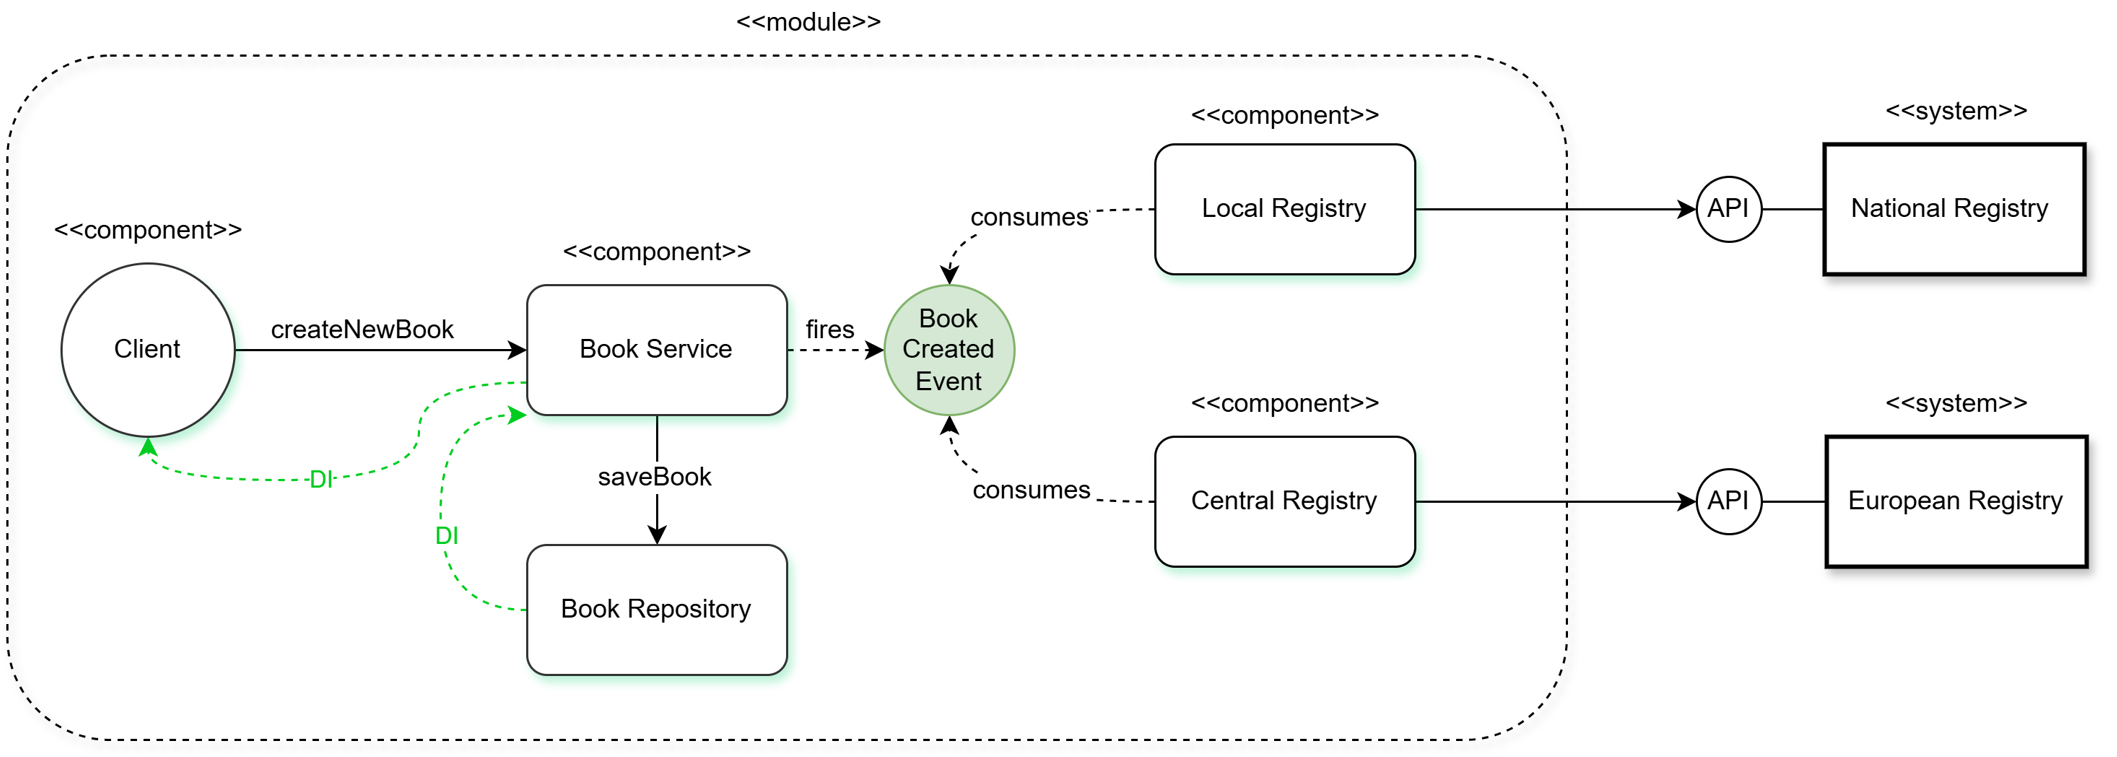 <<module>>
<<component>>
Client
createNewBook
<<component>>
Book Service
DI
DI
saveBook
Book Repository
fires
Book
Created
Event
consumes
consumes
<<component>>
Local Registry
<<component>>
Central Registry
API
<<system>>
National Registry
API
<<system>>
European Registry